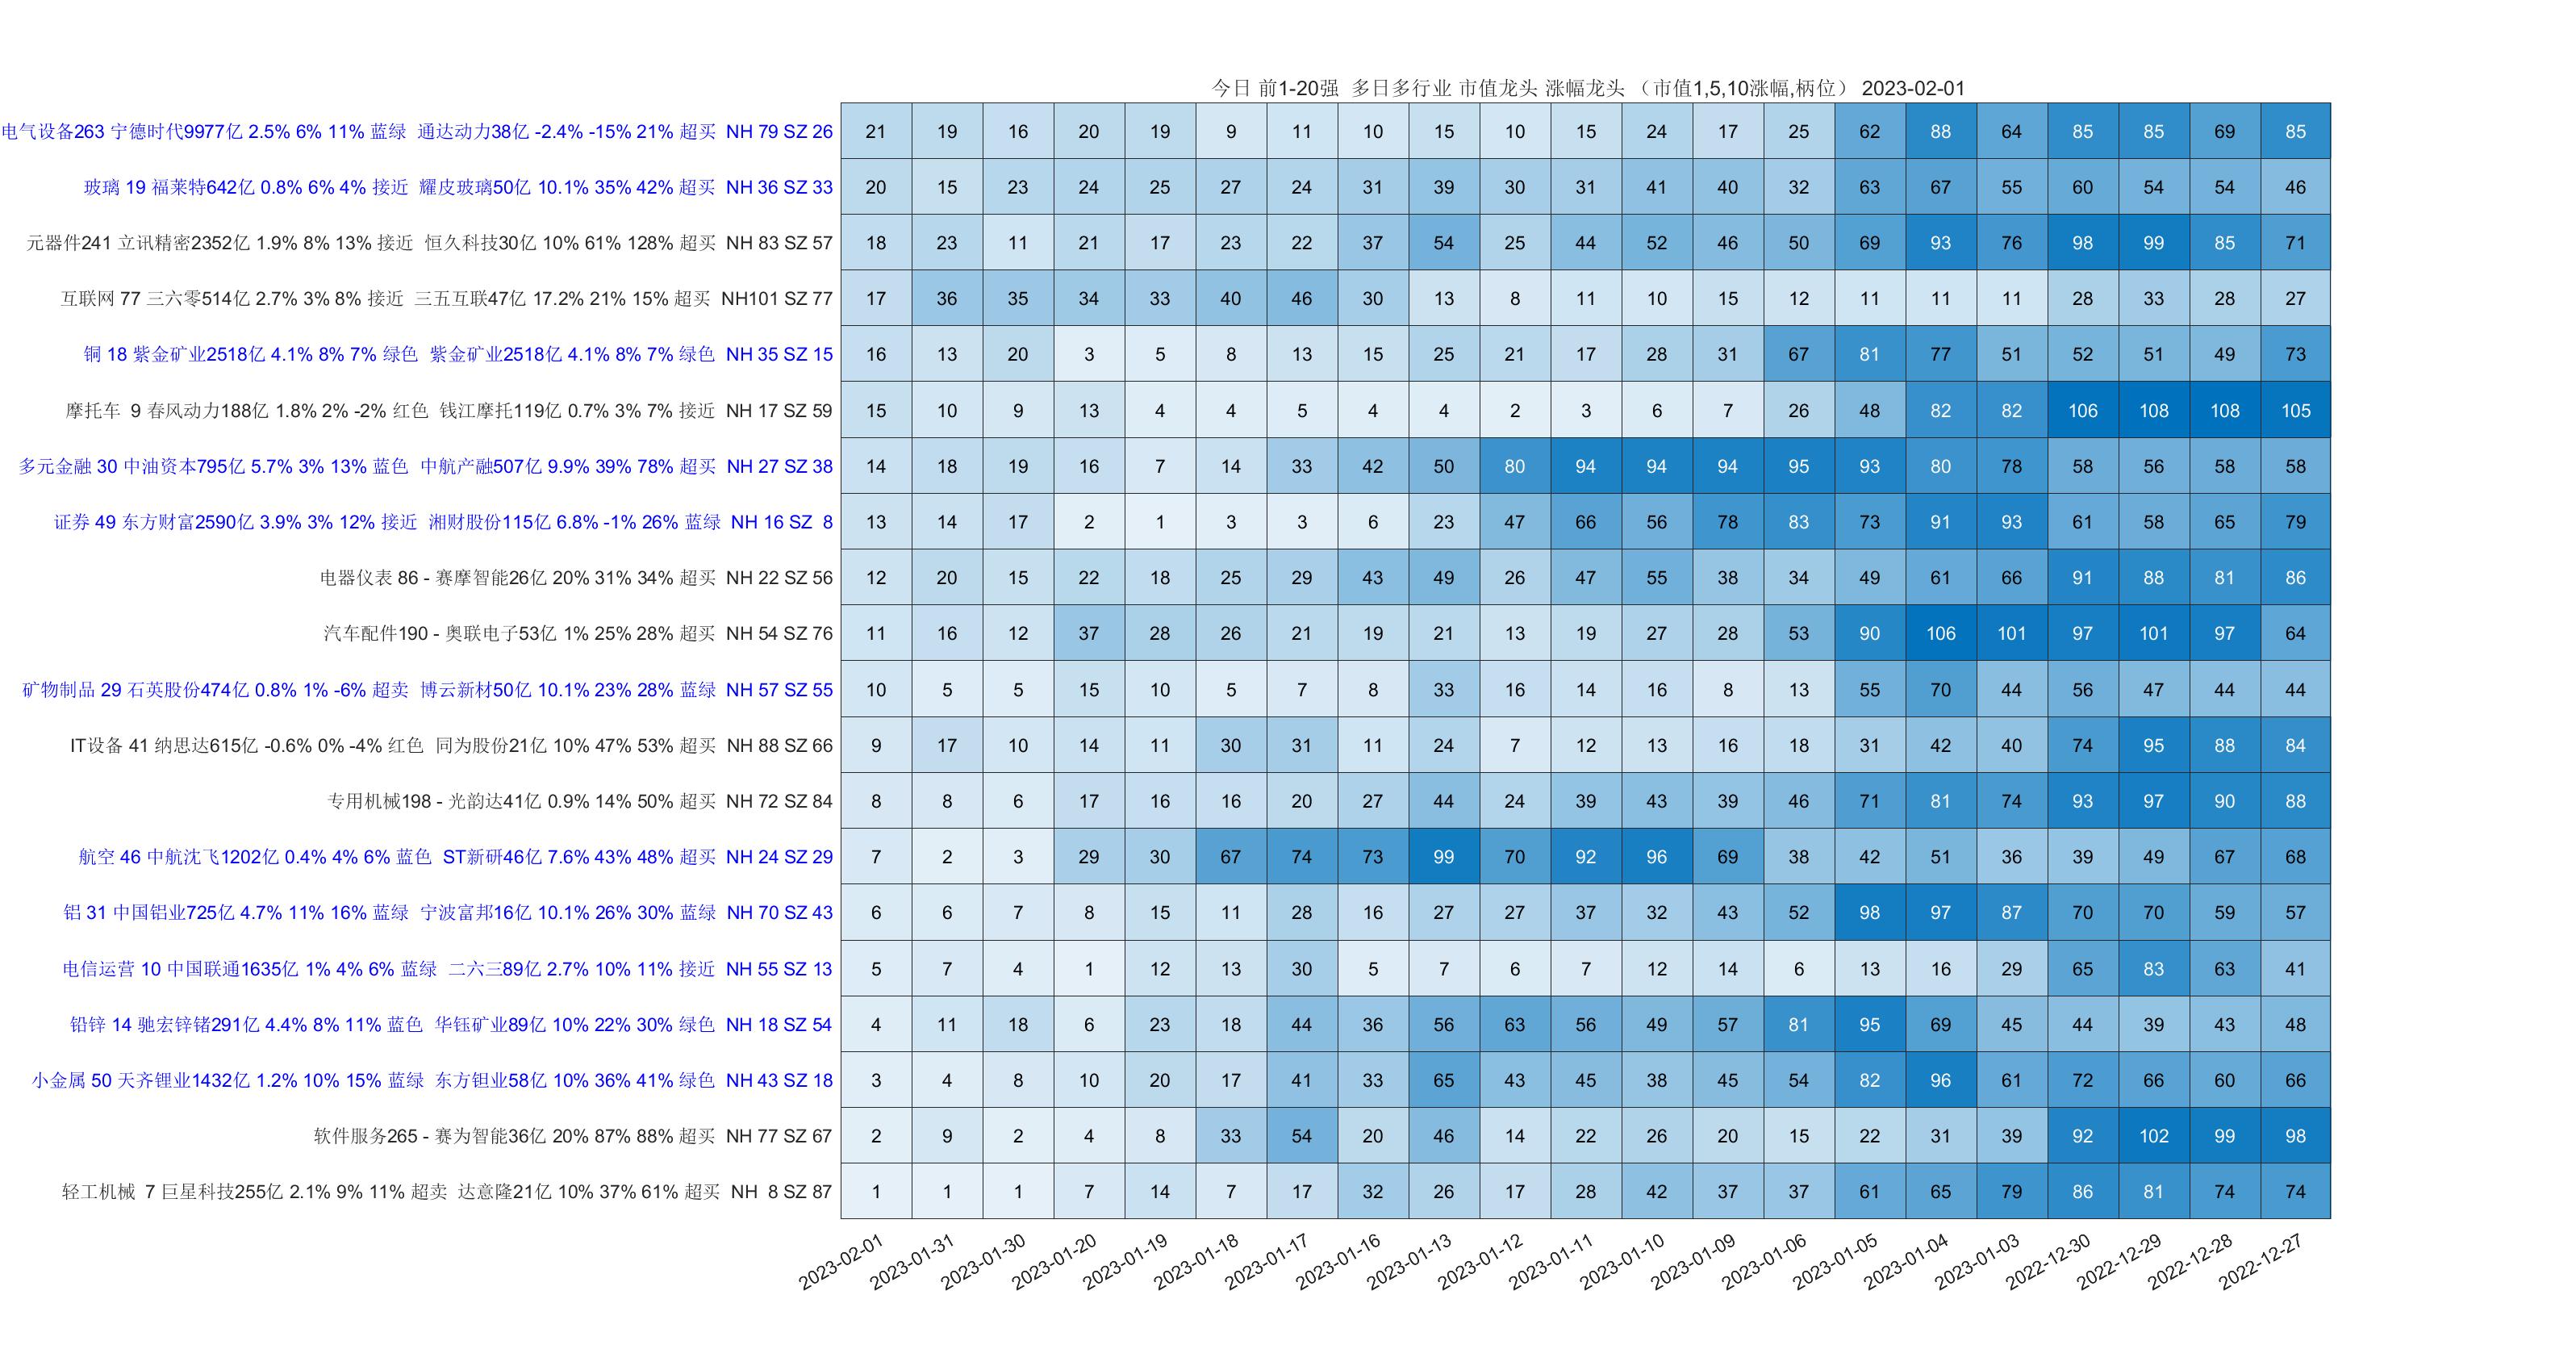 今日 前1-20强 多日多行业 市值龙头 涨幅龙头 （市值1,5,10涨幅,柄位） 2023-02-01
电气设备263 宁德时代9977亿 2.5% 6% 11% 蓝绿 通达动力38亿 -2.4% -15% 21% 超买 NH 79 SZ 26 21 19 16 20 19 9 11 10 15 10 15 24 17 25 62 88 64 85 85 69 85
玻璃 19 福莱特642亿 0.8% 6% 4% 接近 耀皮玻璃50亿 10.1% 35% 42% 超买 NH 36 SZ 33 20 15 23 24 25 27 24 31 39 30 31 41 40 32 63 67 55 60 54 54 46
元器件241 立讯精密2352亿 1.9% 8% 13% 接近 恒久科技30亿 10% 61% 128% 超买 NH 83 SZ 57 18 23 11 21 17 23 22 37 54 25 44 52 46 50 69 93 76 98 99 85 71
互联网 77 三六零514亿 2.7% 3% 8% 接近 三五互联47亿 17.2% 21% 15% 超买 NH101 SZ 77 17 36 35 34 33 40 46 30 13 8 11 10 15 12 11 11 11 28 33 28 27
铜 18 紫金矿业2518亿 4.1% 8% 7% 绿色 紫金矿业2518亿 4.1% 8% 7% 绿色 NH 35 SZ 15 16 13 20 3 5 8 13 15 25 21 17 28 31 67 81 77 51 52 51 49 73
摩托车 9 春风动力188亿 1.8% 2% -2% 红色 钱江摩托119亿 0.7% 3% 7% 接近 NH 17 SZ 59 15 10 9 13 4 4 5 4 4 2 3 6 7 26 48 82 82 106 108 108 105
多元金融 30 中油资本795亿 5.7% 3% 13% 蓝色 中航产融507亿 9.9% 39% 78% 超买 NH 27 SZ 38 14 18 19 16 7 14 33 42 50 80 94 94 94 95 93 80 78 58 56 58 58
证券 49 东方财富2590亿 3.9% 3% 12% 接近 湘财股份115亿 6.8% -1% 26% 蓝绿 NH 16 SZ 8 13 14 17 2 1 3 3 6 23 47 66 56 78 83 73 91 93 61 58 65 79
电器仪表 86 - 赛摩智能26亿 20% 31% 34% 超买 NH 22 SZ 56 12 20 15 22 18 25 29 43 49 26 47 55 38 34 49 61 66 91 88 81 86
汽车配件190 - 奥联电子53亿 1% 25% 28% 超买 NH 54 SZ 76 11 16 12 37 28 26 21 19 21 13 19 27 28 53 90 106 101 97 101 97 64
矿物制品 29 石英股份474亿 0.8% 1% -6% 超卖 博云新材50亿 10.1% 23% 28% 蓝绿 NH 57 SZ 55 10 5 5 15 10 5 7 8 33 16 14 16 8 13 55 70 44 56 47 44 44
IT设备 41 纳思达615亿 -0.6% 0% -4% 红色 同为股份21亿 10% 47% 53% 超买 NH 88 SZ 66 9 17 10 14 11 30 31 11 24 7 12 13 16 18 31 42 40 74 95 88 84
专用机械198 - 光韵达41亿 0.9% 14% 50% 超买 NH 72 SZ 84 8 8 6 17 16 16 20 27 44 24 39 43 39 46 71 81 74 93 97 90 88
航空 46 中航沈飞1202亿 0.4% 4% 6% 蓝色 ST新研46亿 7.6% 43% 48% 超买 NH 24 SZ 29 7 2 3 29 30 67 74 73 99 70 92 96 69 38 42 51 36 39 49 67 68
铝 31 中国铝业725亿 4.7% 11% 16% 蓝绿 宁波富邦16亿 10.1% 26% 30% 蓝绿 NH 70 SZ 43 6 6 7 8 15 11 28 16 27 27 37 32 43 52 98 97 87 70 70 59 57
电信运营 10 中国联通1635亿 1% 4% 6% 蓝绿 二六三89亿 2.7% 10% 11% 接近 NH 55 SZ 13 5 7 4 1 12 13 30 5 7 6 7 12 14 6 13 16 29 65 83 63 41
铅锌 14 驰宏锌锗291亿 4.4% 8% 11% 蓝色 华钰矿业89亿 10% 22% 30% 绿色 NH 18 SZ 54 4 11 18 6 23 18 44 36 56 63 56 49 57 81 95 69 45 44 39 43 48
小金属 50 天齐锂业1432亿 1.2% 10% 15% 蓝绿 东方钽业58亿 10% 36% 41% 绿色 NH 43 SZ 18 3 4 8 10 20 17 41 33 65 43 45 38 45 54 82 96 61 72 66 60 66
软件服务265 - 赛为智能36亿 20% 87% 88% 超买 NH 77 SZ 67 2 9 2 4 8 33 54 20 46 14 22 26 20 15 22 31 39 92 102 99 98
轻工机械 7 巨星科技255亿 2.1% 9% 11% 超卖 达意隆21亿 10% 37% 61% 超买 NH 8 SZ 87 1 1 1 7 14 7 17 32 26 17 28 42 37 37 61 65 79 86 81 74 74
2023-02-01 2023-01-31 2023-01-30 2023-01-20 2023-01-19 2023-01-18 2023-01-17 2023-01-16 2023-01-13 2023-01-12 2023-01-11 2023-01-10 2023-01-09 2023-01-06 2023-01-05 2023-01-04 2023-01-03 2022-12-30 2022-12-29 2022-12-28 2022-12-27